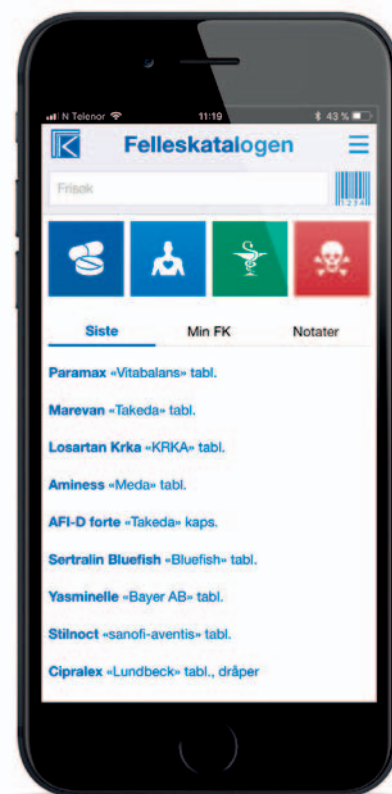 N Telenor 11:19 43 %
Felleskatalogen
Frisøk
1234
Siste Min FK Notater
Paramax «Vitabalans» tabl.
Marevan «Takeda» tabl.
Losartan Krka «KRKA» tabl.
Aminess «Meda» tabl.
AFI-D forte «Takeda» kaps.
Sertralin Bluefish «Bluefish» tabl.
Yasminelle «Bayer AB» tabl.
Stilnoct «sanofi-aventis» tabl.
Cipralex «Lundbeck» tabl., dråper